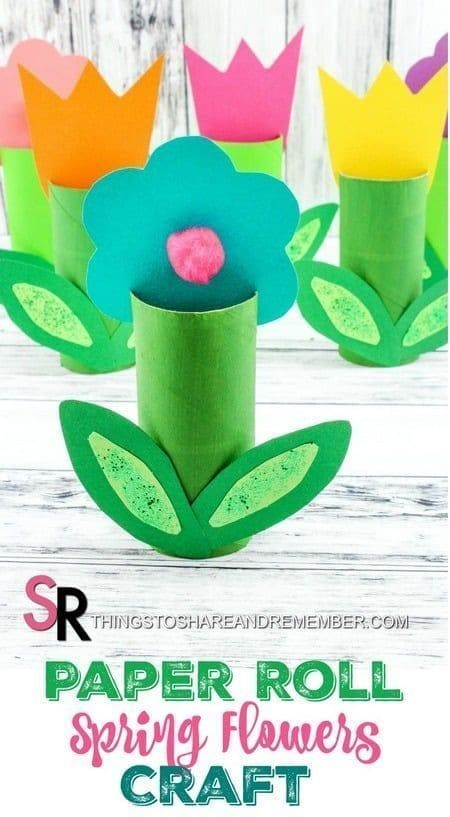 SR THINGSTOSHAREANDREMEMBER.COM
PAPER ROLL
Spring Flowers
CRAFT